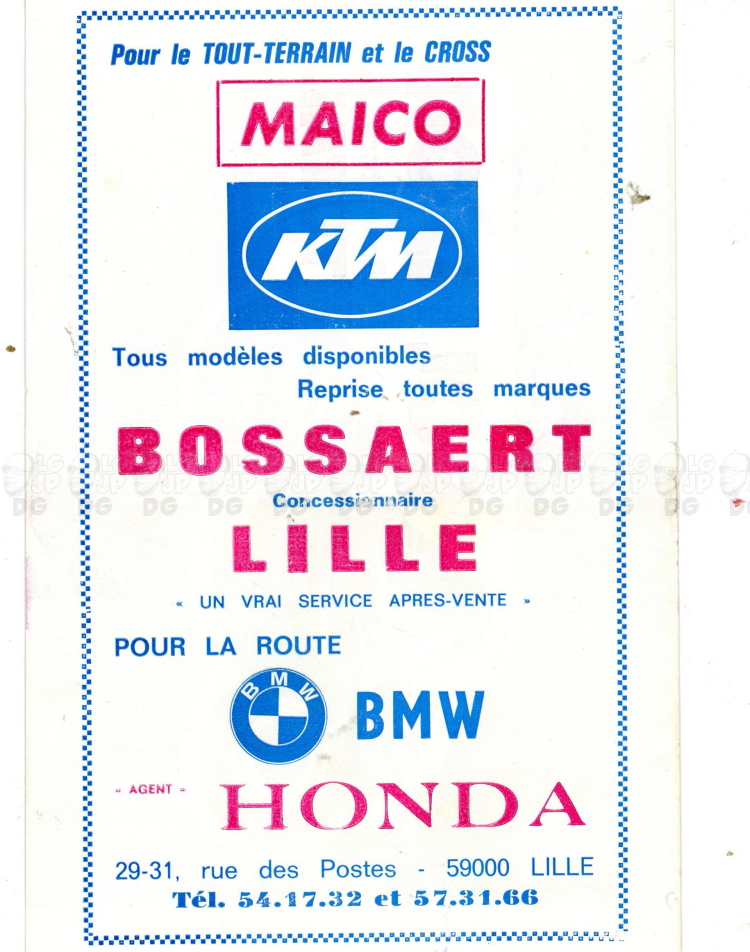 Pour le TOUT-TERRAIN et le CROSS
MAICO
KTM
Tous modèles disponibles
Reprise toutes marques
BOSSAERT
Concessionnaire
LILLE
« UN VRAI SERVICE APRES-VENTE »
POUR LA ROUTE
BMW
BMW
« AGENT »
HONDA
29-31, rue des Postes - 59000 LILLE
Tél. 54.17.32 et 57.31.66